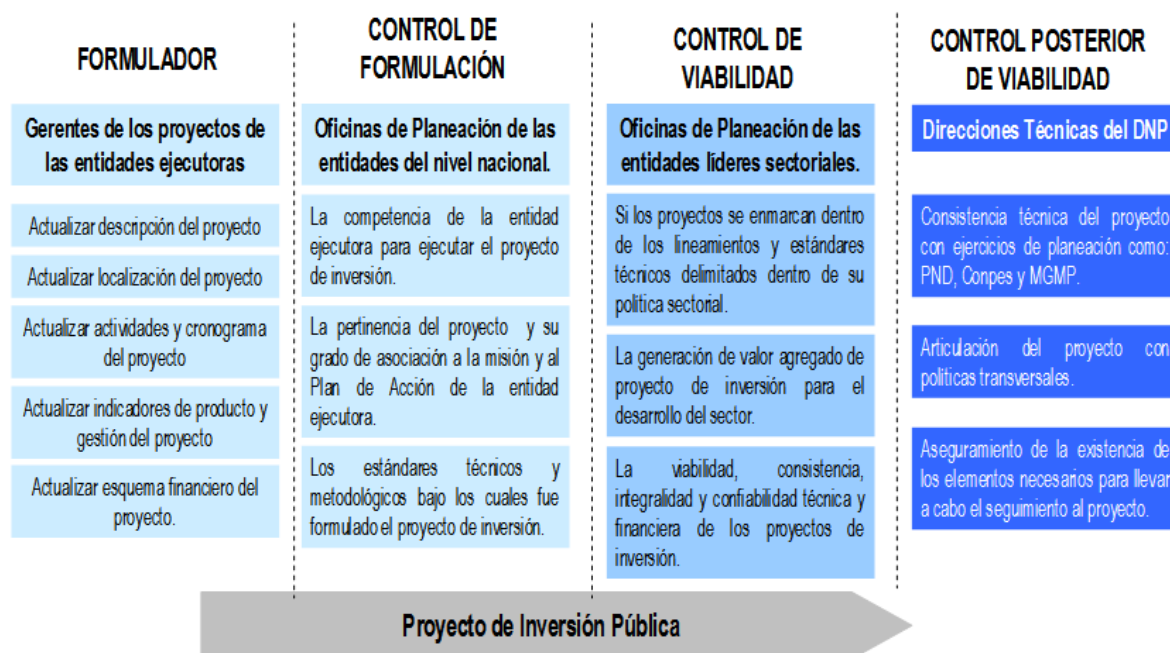 FORMULADOR
Gerentes de los proyectos de
las entidades ejecutoras
Actualizar descripción del proyecto
Actualizar localización del proyecto
Actualizar actividades y cronograma
del proyecto
Actualizar indicadores de producto y
gestión del proyecto
Actualizar esquema financiero del
proyecto.
CONTROL DE
FORMULACIÓN
Oficinas de Planeación de las
entidades del nivel nacional.
La competencia de la entidad
ejecutora para ejecutar el proyecto
de inversión.
La pertinencia del proyecto y su
grado de asociación a la misión y al
Plan de Acción de la entidad
ejecutora.
Los estándares técnicos y
metodológicos bajo los cuales fue
formulado el proyecto de inversión.
CONTROL DE
VIABILIDAD
Oficinas de Planeación de las
entidades líderes sectoriales.
Si los proyectos se enmarcan dentro
de los lineamientos y estándares
técnicos delimitados dentro de su
política sectorial.
La generación de valor agregado de
proyecto de inversión para el
desarrollo del sector.
La viabilidad, consistencia,
integralidad y confiabilidad técnica y
financiera de los proyectos de
inversión.
CONTROL POSTERIOR
DE VIABILIDAD
Direcciones Técnicas del DNP
Consistencia técnica del proyecto
con ejercicios de planeación como:
PND, Conpes y MGMP.
Articulación del proyecto con
políticas transversales.
Aseguramiento de la existencia de
los elementos necesarios para llevar
a cabo el seguimiento al proyecto.
Proyecto de Inversión Pública